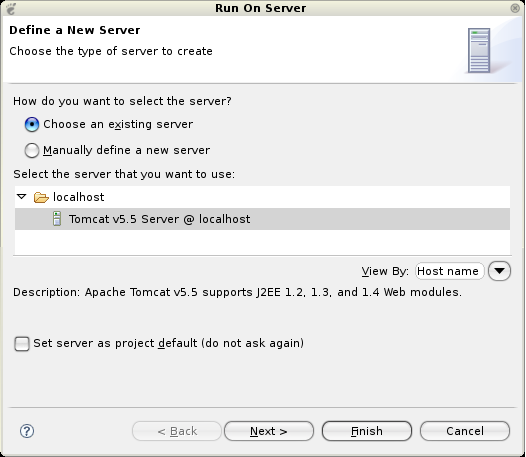 Run On Server
Define a New Server
Choose the type of server to create
How do you want to select the server?
Choose an existing server
Manually define a new server
Select the server that you want to use:
localhost
Tomcat v5.5 Server @ localhost
View By: Host name
Description: Apache Tomcat v5.5 supports J2EE 1.2, 1.3, and 1.4 Web modules.
Set server as project default (do not ask again)
? < Back Next > Finish Cancel